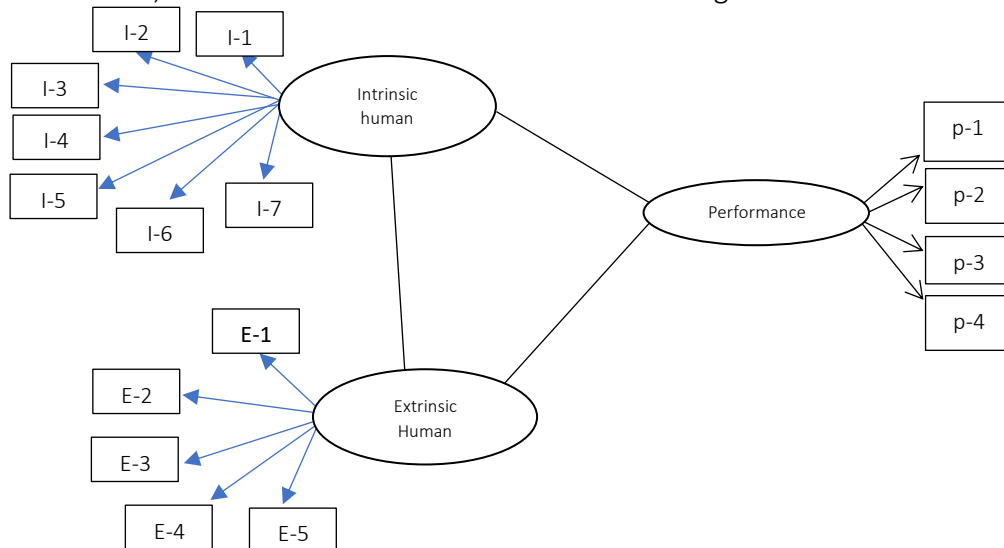 I-2
I-1
I-3
I-4
I-5
I-6
I-7
Intrinsic
human
p-1
p-2
p-3
p-4
Performance
E-1
E-2
E-3
E-4
E-5
Extrinsic
Human